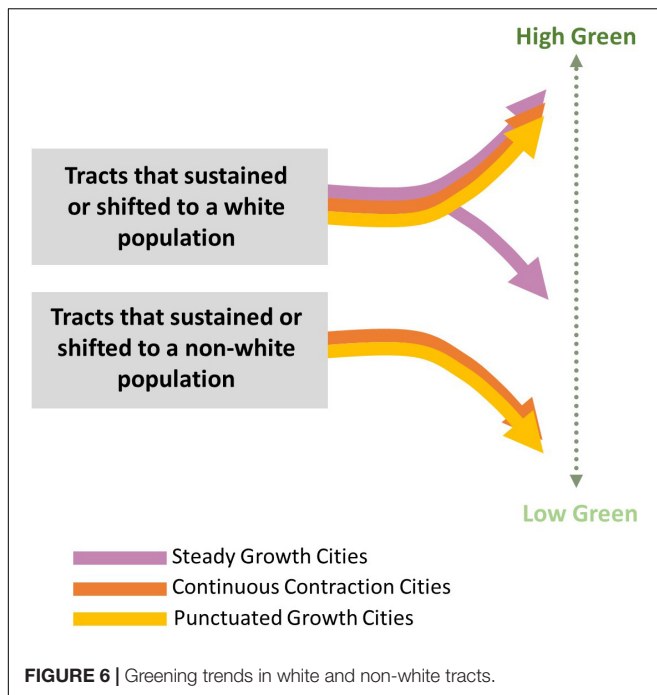 High Green
Tracts that sustained
or shifted to a white
population
Tracts that sustained or
shifted to a non-white
population
Low Green
Steady Growth Cities
Continuous Contraction Cities
Punctuated Growth Cities
FIGURE 6 | Greening trends in white and non-white tracts.